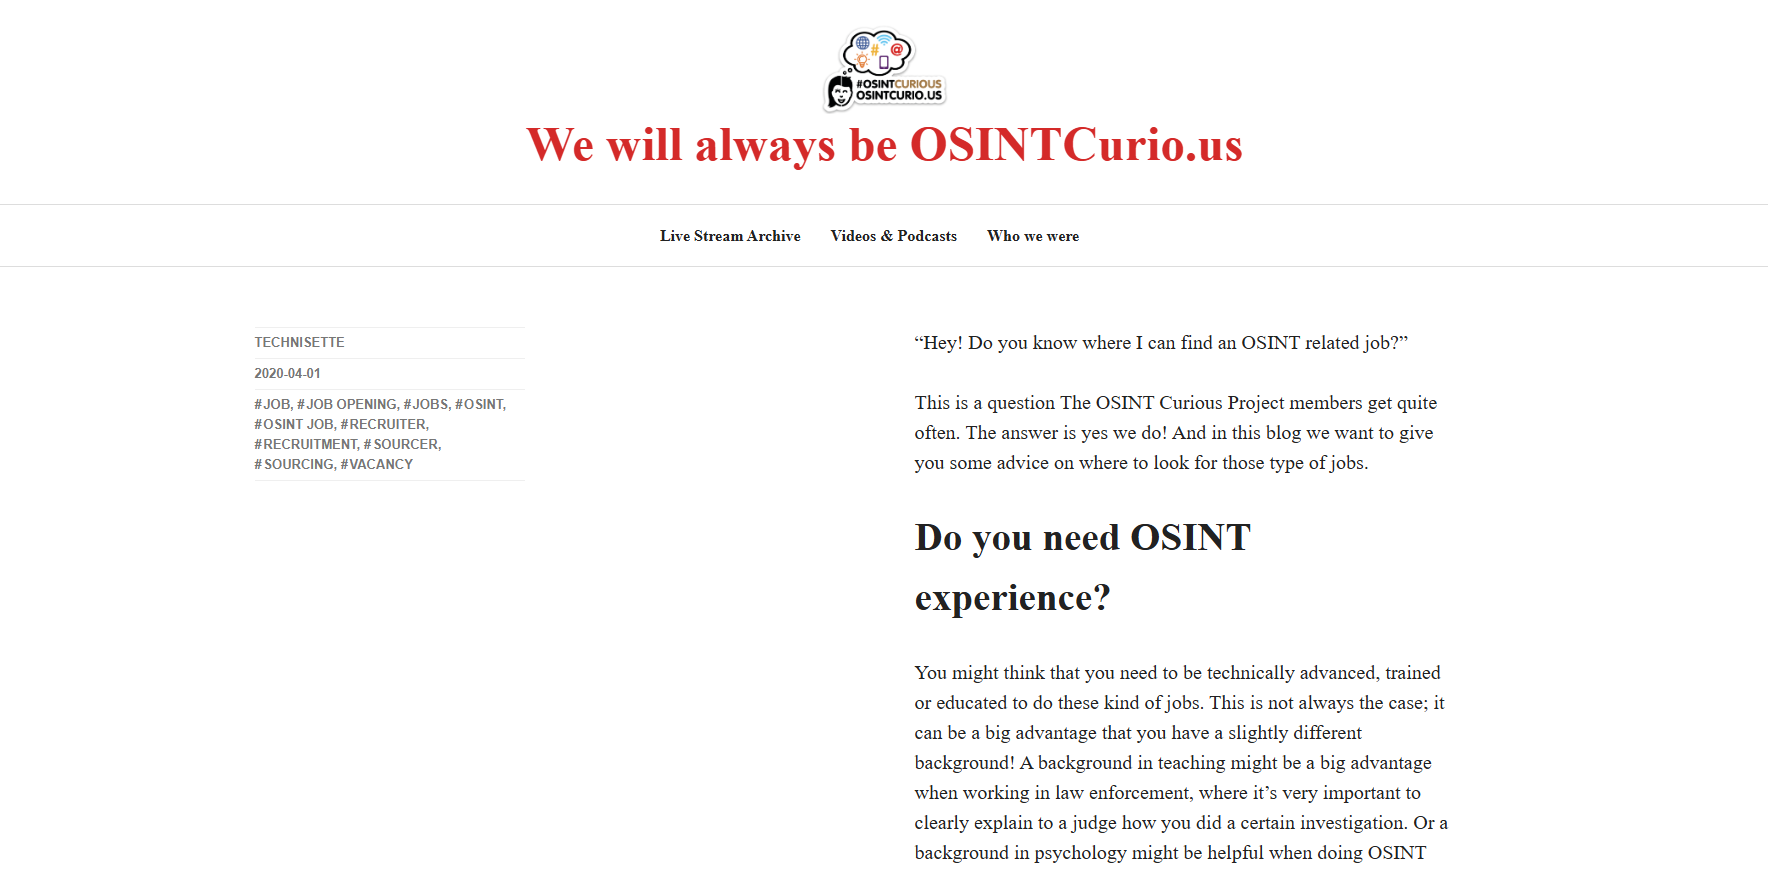 #OSINTCURIOUS
OSINTCURIO.US
We will always be OSINTCurio.us
Live Stream Archive Videos & Podcasts Who we were
TECHNISETTE
2020-04-01
#JOB, #JOB OPENING, #JOBS, #OSINT,
#OSINT JOB, #RECRUITER,
#RECRUITMENT, #SOURCER,
#SOURCING, #VACANCY
“Hey! Do you know where I can find an OSINT related job?”
This is a question The OSINT Curious Project members get quite
often. The answer is yes we do! And in this blog we want to give
you some advice on where to look for those type of jobs.
Do you need OSINT
experience?
You might think that you need to be technically advanced, trained
or educated to do these kind of jobs. This is not always the case; it
can be a big advantage that you have a slightly different
background! A background in teaching might be a big advantage
when working in law enforcement, where it’s very important to
clearly explain to a judge how you did a certain investigation. Or a
background in psychology might be helpful when doing OSINT